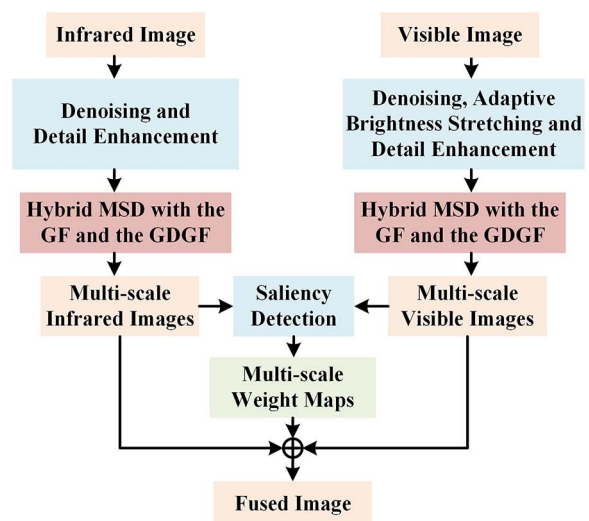 Infrared Image
Visible Image
Denoising and
Detail Enhancement
Denoising, Adaptive
Brightness Stretching and
Detail Enhancement
Hybrid MSD with the
GF and the GDGF
Hybrid MSD with the
GF and the GDGF
Multi-scale
Infrared Images
Saliency
Detection
Multi-scale
Visible Images
Multi-scale
Weight Maps
Fused Image